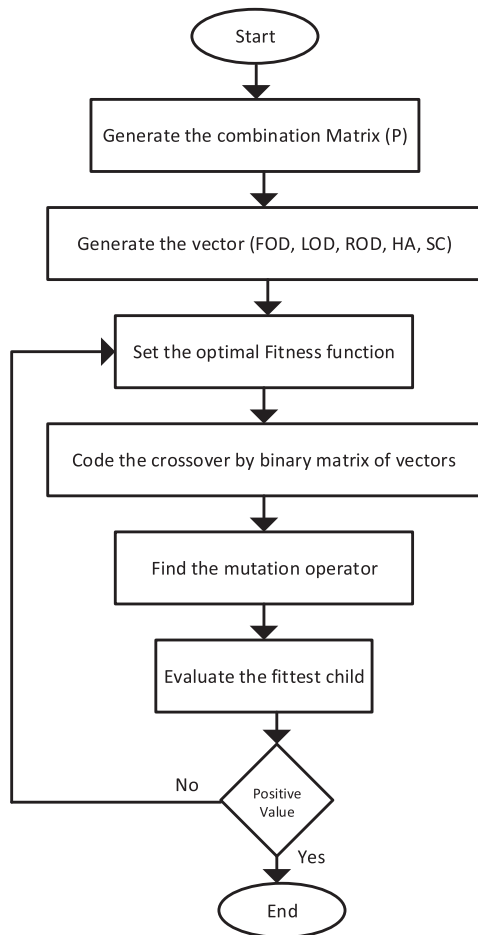 Start
Generate the combination Matrix (P)
Generate the vector (FOD, LOD, ROD, HA, SC)
Set the optimal Fitness function
Code the crossover by binary matrix of vectors
Find the mutation operator
Evaluate the fittest child
No
Positive
Value
Yes
End